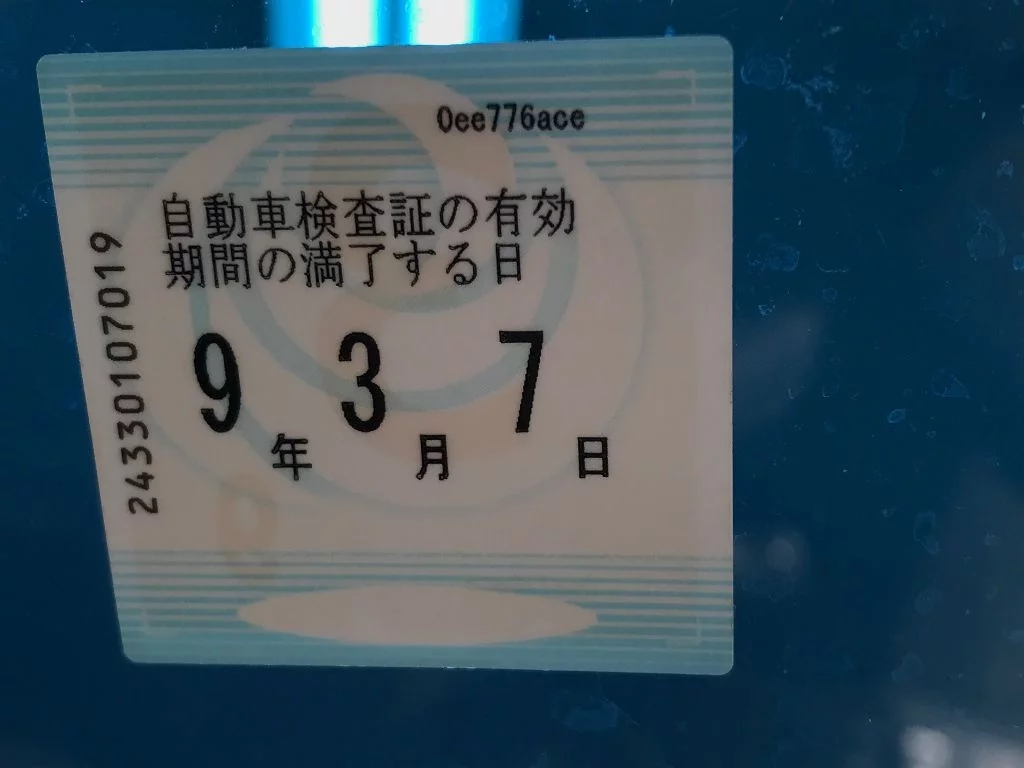 0ee776ace
自動車検査証の有効
期間の満了する日
9年 3月 7日
24330107019